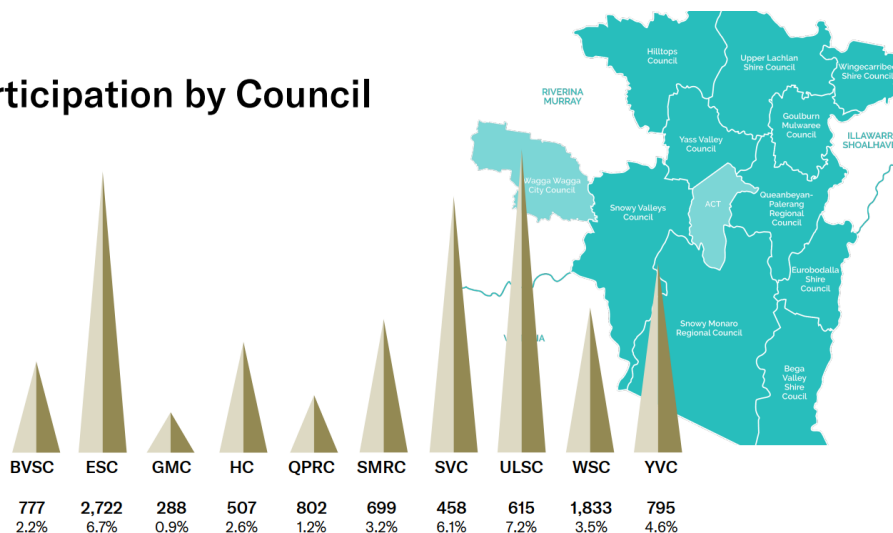 rticipation by Council
Hilltops
Council
Upper Lachlan
Shire Council
Wingecarribee
Shire Council
RIVERINA
MURRAY
Goulburn
Mulwaree
Council
ILLAWARR
SHOALHAVE
Yass Valley
Council
Wagga Wagga
City Council
Snowy Valleys
Council
ACT
Queanbeyan-
Palerang
Regional
Council
Eurobodalla
Shire
Council
Snowy Monaro
Regional Council
Bega
Valley
Shire
Coucil
BVSC ESC GMC HC QPRC SMRC SVC ULSC WSC YVC
777 2,722 288 507 802 699 458 615 1,833 795
2.2% 6.7% 0.9% 2.6% 1.2% 3.2% 6.1% 7.2% 3.5% 4.6%